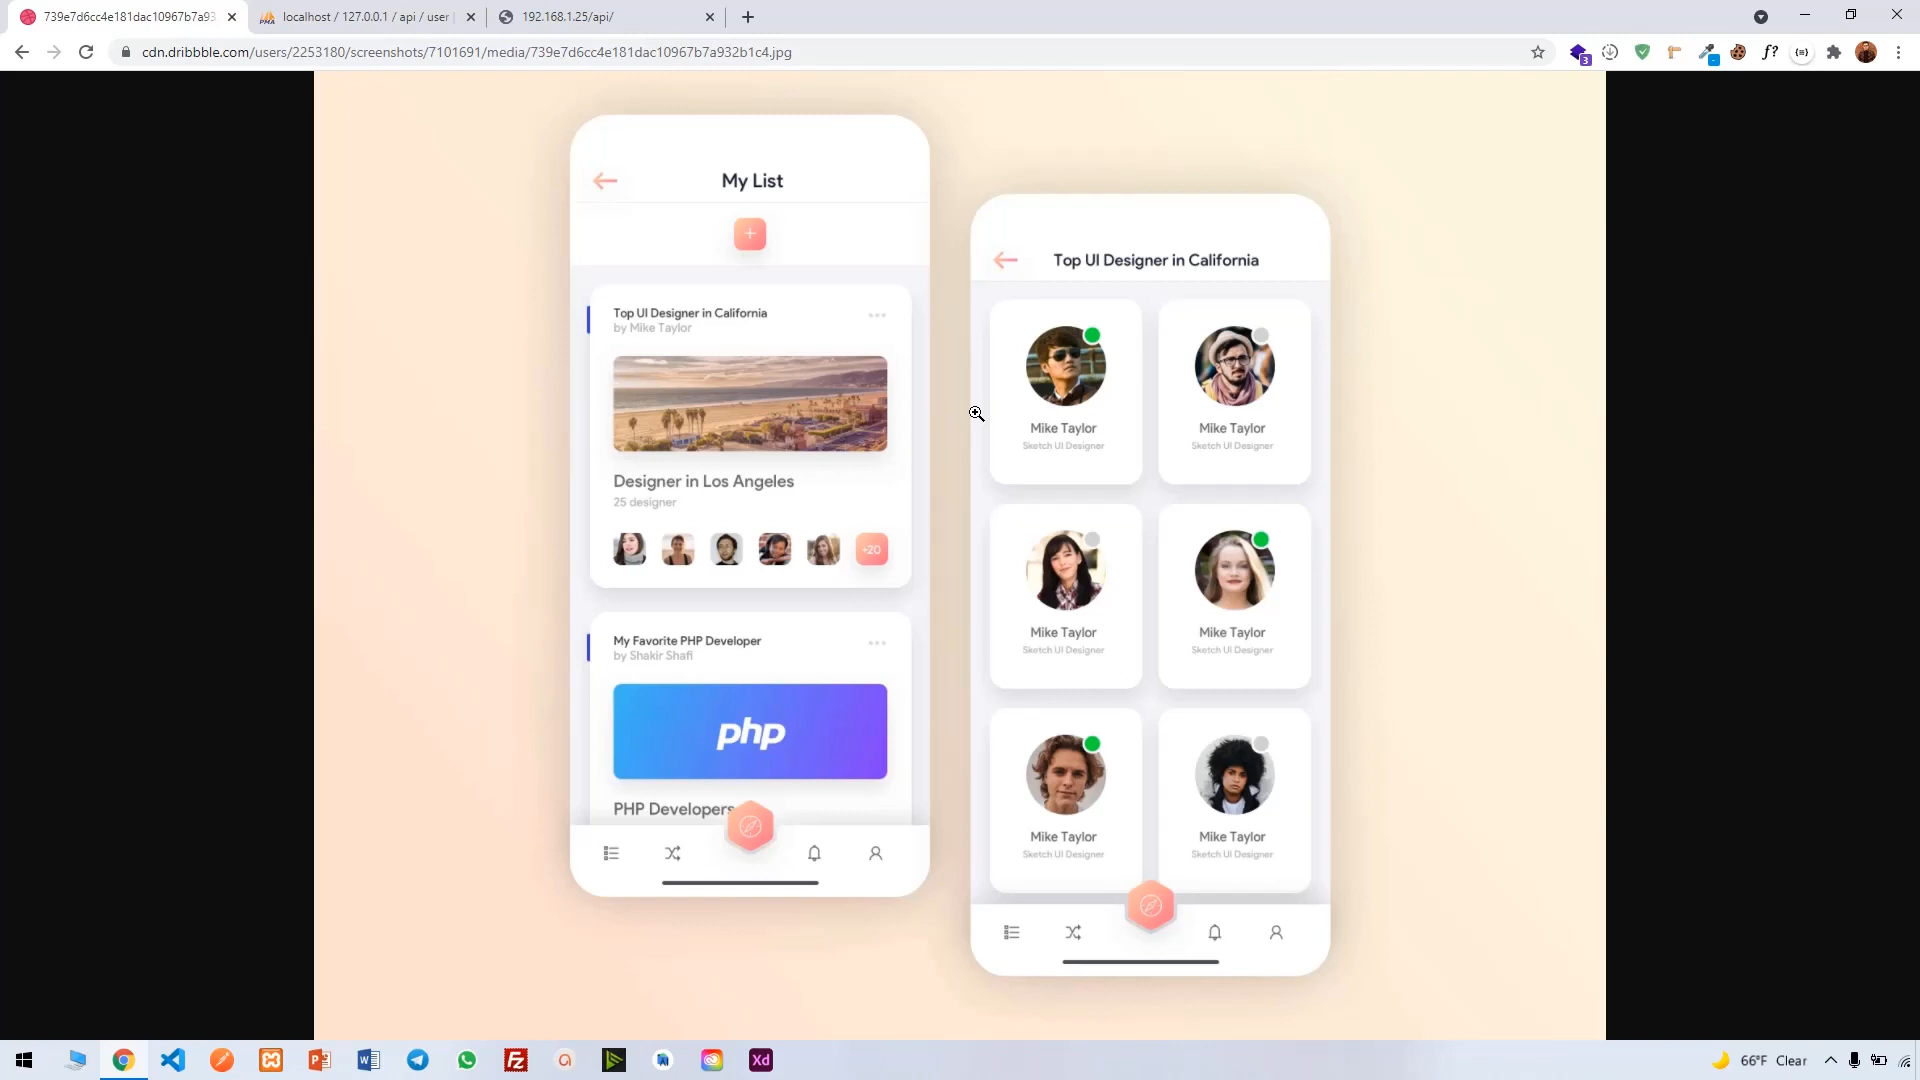 739e7d6cc4e181dac10967b7a93
localhost / 127.0.0.1 / api / user |
192.168.1.25/api/
cdn.dribbble.com/users/2253180/screenshots/7101691/media/739e7d6cc4e181dac10967b7a932b1c4.jpg
3
f?
My List
+
Top UI Designer in California
by Mike Taylor
Designer in Los Angeles
25 designer
+20
My Favorite PHP Developer
by Shakir Shafi
php
PHP Developers
Top UI Designer in California
Mike Taylor
Sketch UI Designer
Mike Taylor
Sketch UI Designer
Mike Taylor
Sketch UI Designer
Mike Taylor
Sketch UI Designer
Mike Taylor
Sketch UI Designer
Mike Taylor
Sketch UI Designer
Xd
66°F Clear